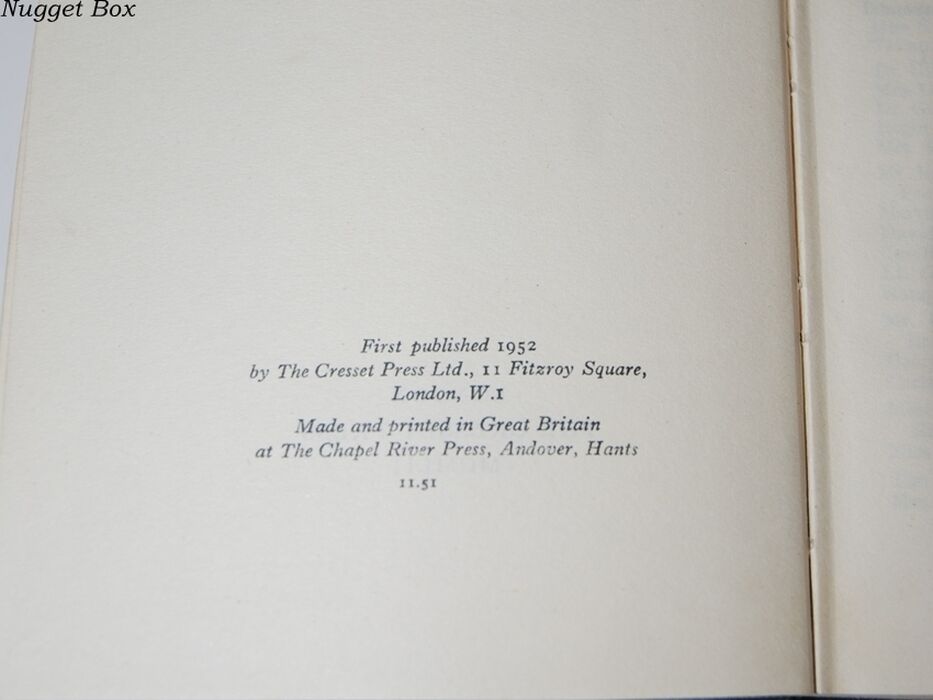 Nugget Box
First published 1952
by The Cresset Press Ltd., 11 Fitzroy Square,
London, W.1
Made and printed in Great Britain
at The Chapel River Press, Andover, Hants
11.51